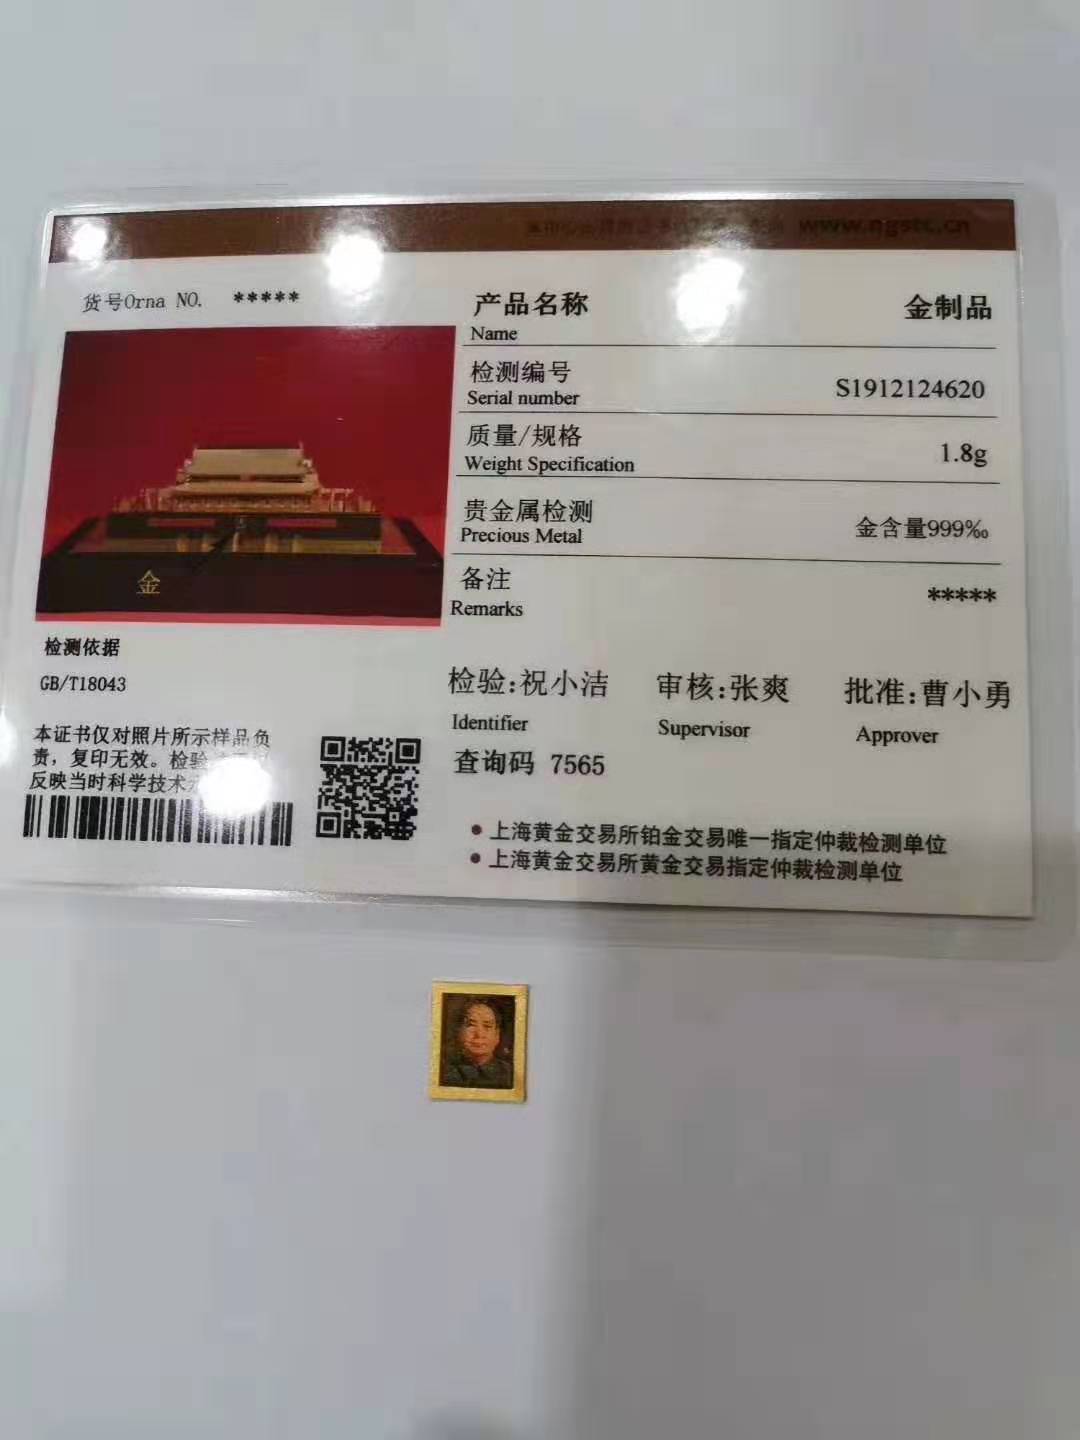 www.ngstc.cn
货号Orna NO. *****
金
检测依据
GB/T18043
本证书仅对照片所示样品负
责，复印无效。检验
反映当时科学技术
产品名称 金制品
Name
检测编号
Serial number S1912124620
质量/规格
Weight Specification 1.8g
贵金属检测
Precious Metal 金含量999‰
备注
Remarks *****
检验:祝小洁 审核:张爽 批准:曹小勇
Identifier Supervisor Approver
查询码 7565
•上海黄金交易所铂金交易唯一指定仲裁检测单位
•上海黄金交易所黄金交易指定仲裁检测单位